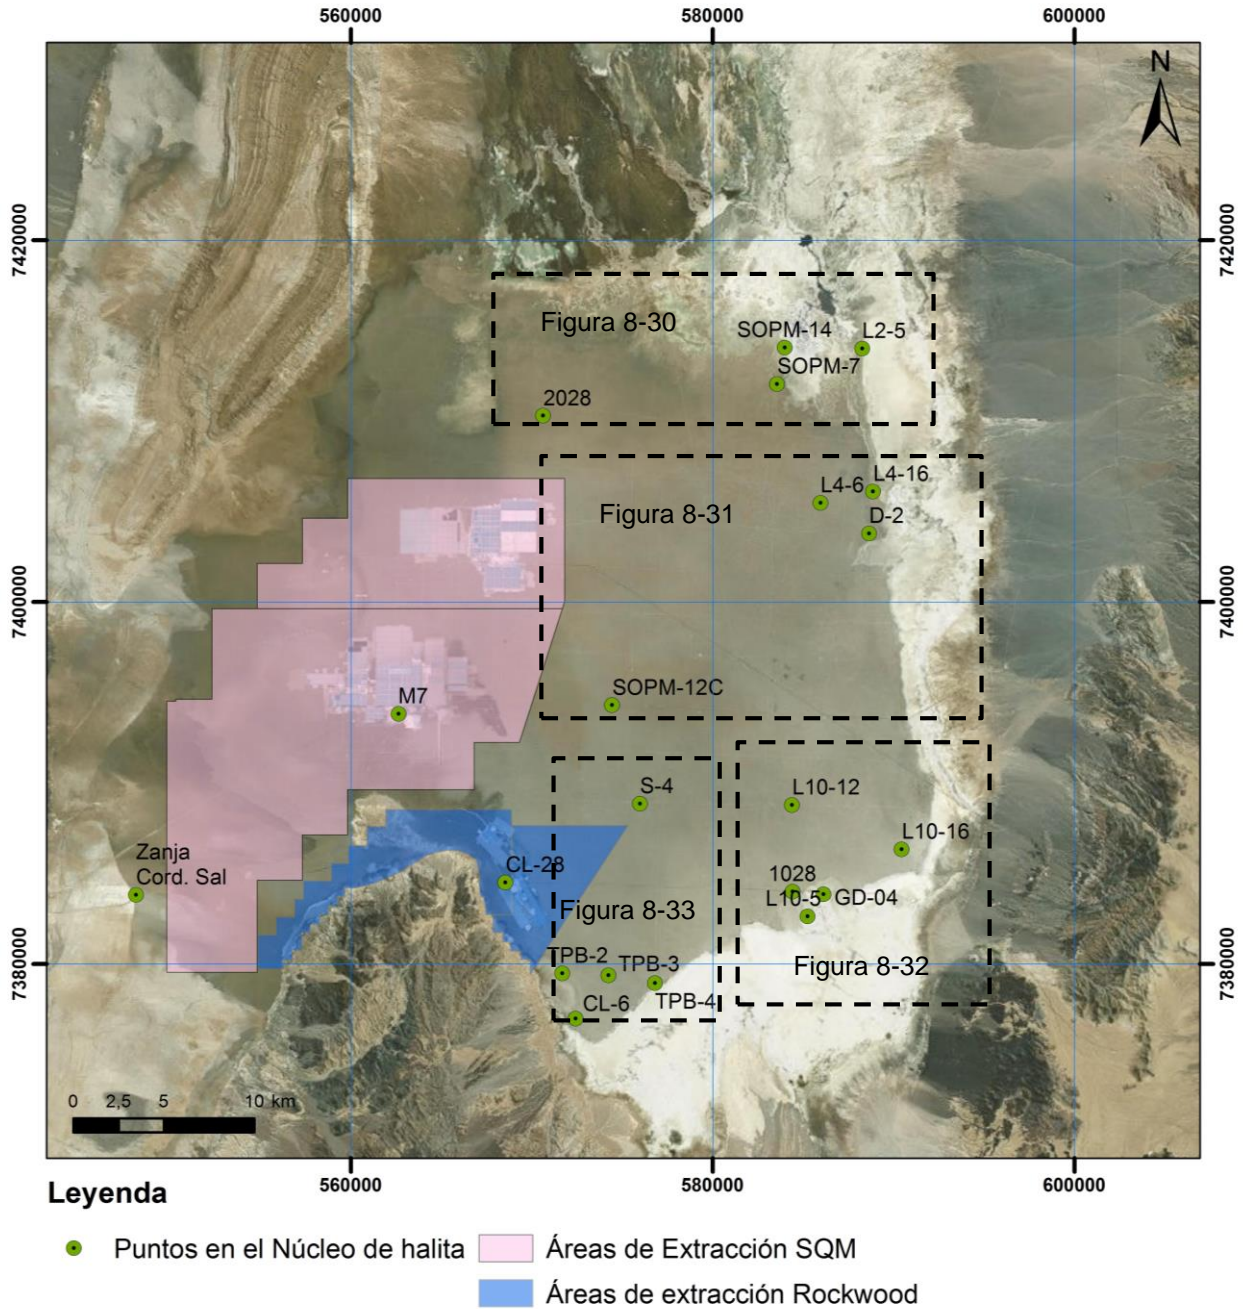 560000
580000
600000
N
7420000
7420000
Figura 8-30
SOPM-14
L2-5
SOPM-7
2028
L4-16
L4-6
Figura 8-31
D-2
7400000
7400000
SOPM-12C
M7
S-4
L10-12
L10-16
Zanja
Cord. Sal
CL-28
1028
L10-5
GD-04
Figura 8-33
TPB-2
TPB-3
Figura 8-32
7380000
7380000
TPB-4
CL-6
0
2,5
5
10 km
560000
580000
600000
Leyenda
Puntos en el Núcleo de halita
Áreas de Extracción SQM
Áreas de extracción Rockwood